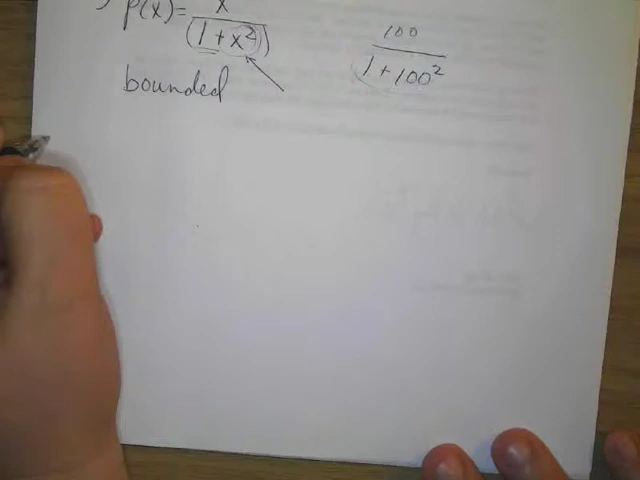 p(x) = x / (1 + x²)
bounded
100 / 1 + 100²